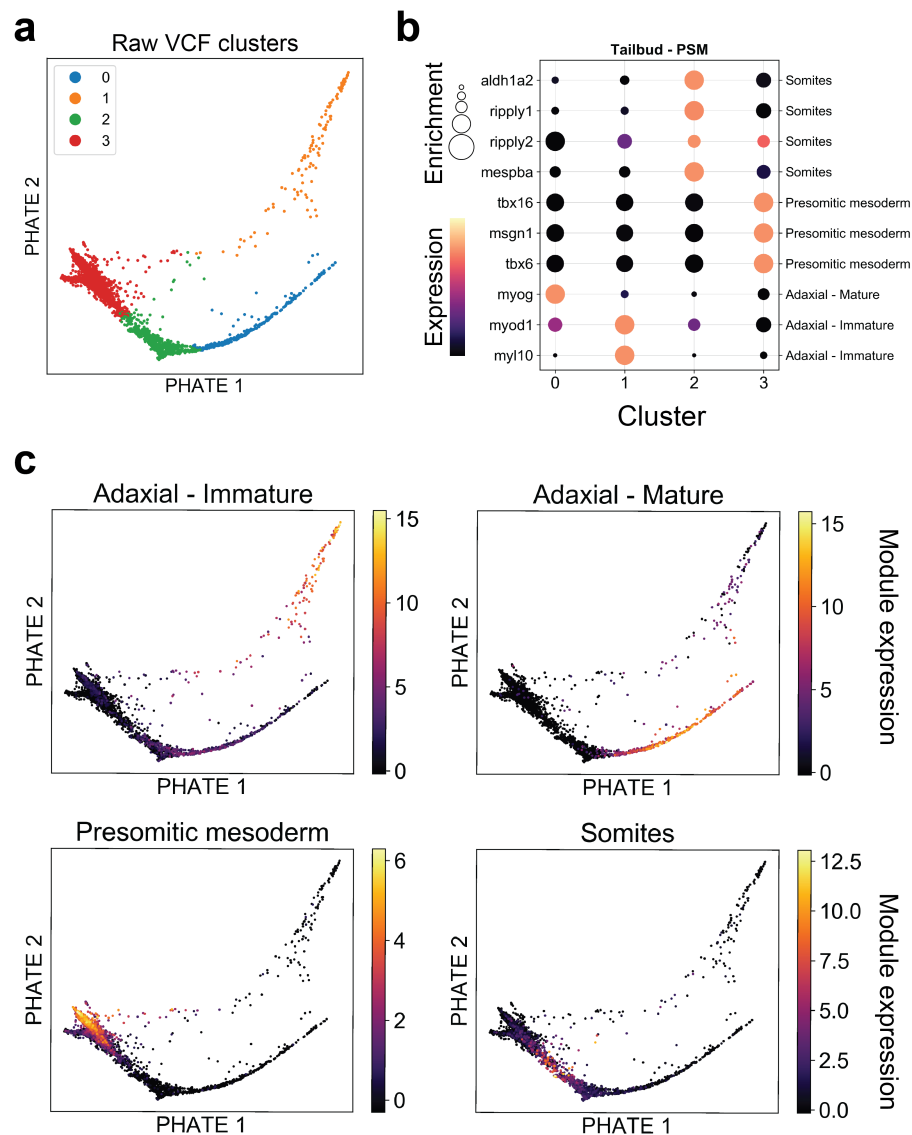 a
Raw VCF clusters
0
1
2
3
PHATE 2
PHATE 1
b
Tailbud - PSM
Enrichment
Expression
aldh1a2 Somites
ripply1 Somites
ripply2 Somites
mespba Somites
tbx16 Presomitic mesoderm
msgn1 Presomitic mesoderm
tbx6 Presomitic mesoderm
myog Adaxial - Mature
myod1 Adaxial - Immature
myl10 Adaxial - Immature
0 1 2 3
Cluster
c
Adaxial - Immature
PHATE 2
PHATE 1
15
10
5
0
Adaxial - Mature
PHATE 2
PHATE 1
15
10
5
0
Module expression
Presomitic mesoderm
PHATE 2
PHATE 1
6
4
2
0
Somites
PHATE 2
PHATE 1
12.5
10.0
7.5
5.0
2.5
0.0
Module expression